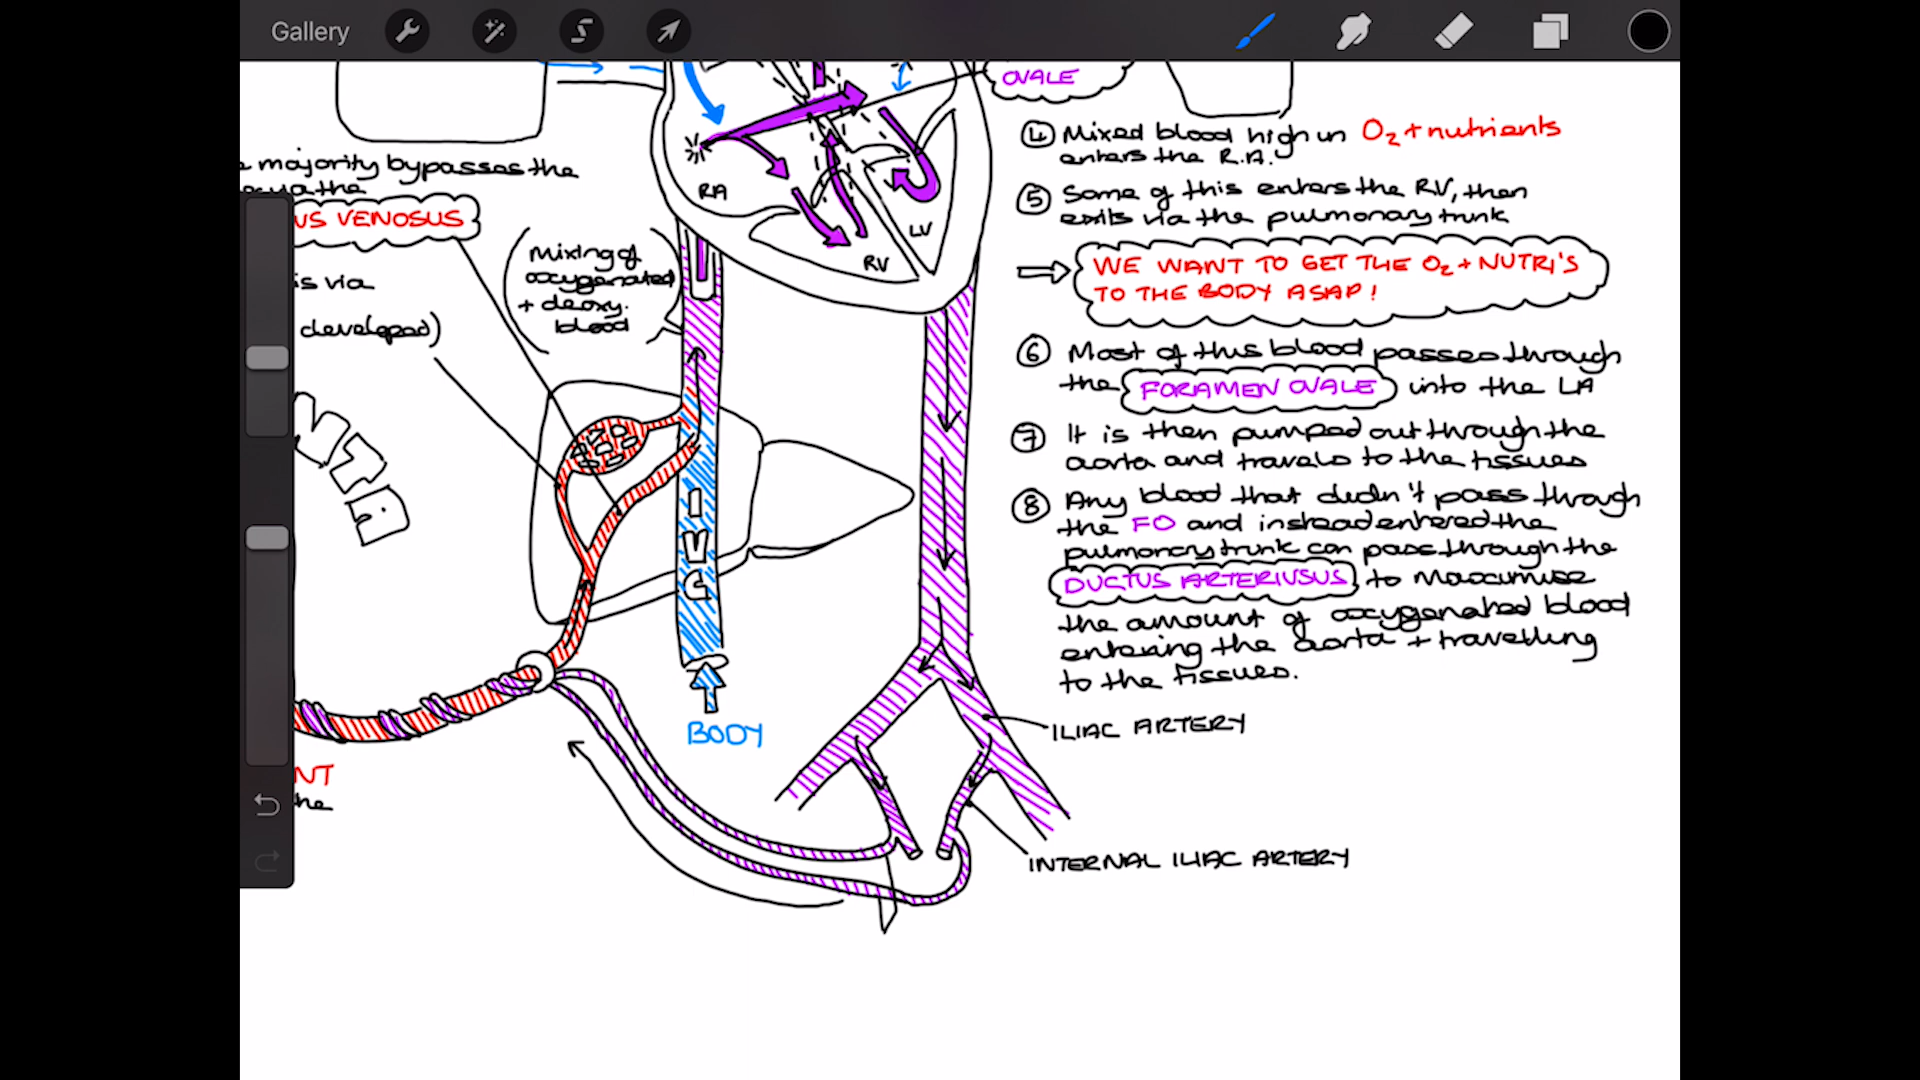 Gallery
OVALE
④ Mixed blood high in O₂ + nutrients
enters the R.A.
⑤ Some of this enters the RV, then
exits via the pulmonary trunk
WE WANT TO GET THE O₂ + NUTRI'S
TO THE BODY ASAP!
⑥ Most of this blood passes through
the FORAMEN OVALE into the LA
⑦ It is then pumped out through the
aorta and travels to the tissues
⑧ Any blood that didn't pass through
the FO and instead entered the
pulmonary trunk can pass through the
DUCTUS ARTERIUSUS, to maximise
the amount of oxygenated blood
entering the aorta + travelling
to the tissues.
majority bypasses the
via the
US VENOSUS
is via
developed)
(Mixing of
oxygenated
+ deoxy.
blood)
RA
RV
LV
IVC
BODY
NTA
NT
the
ILIAC ARTERY
INTERNAL ILIAC ARTERY